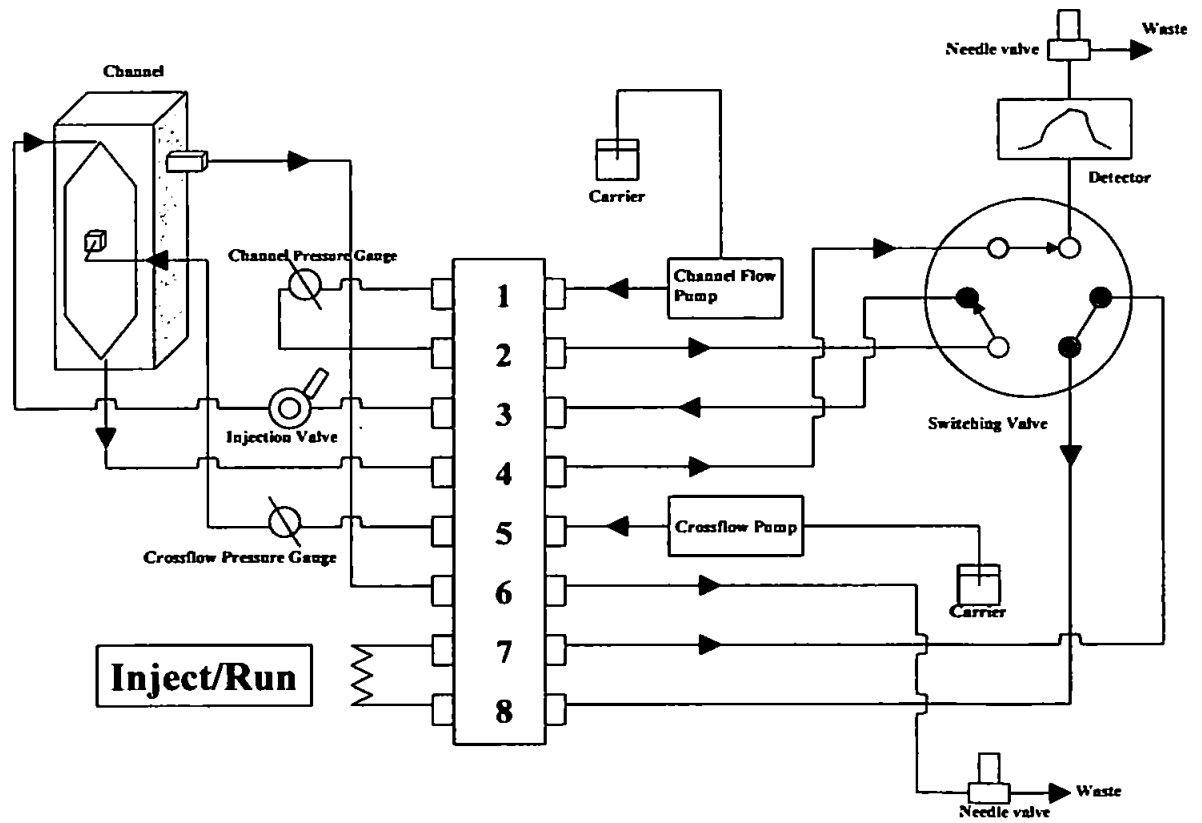 Needle valve
Waste
Channel
Carrier
Detector
Channel Pressure Gauge
Channel Flow
Pump
1
2
3
Injection Valve
Switching Valve
4
5
Crossflow Pump
Crossflow Pressure Gauge
6
Carrier
7
Inject/Run
8
Waste
Needle valve